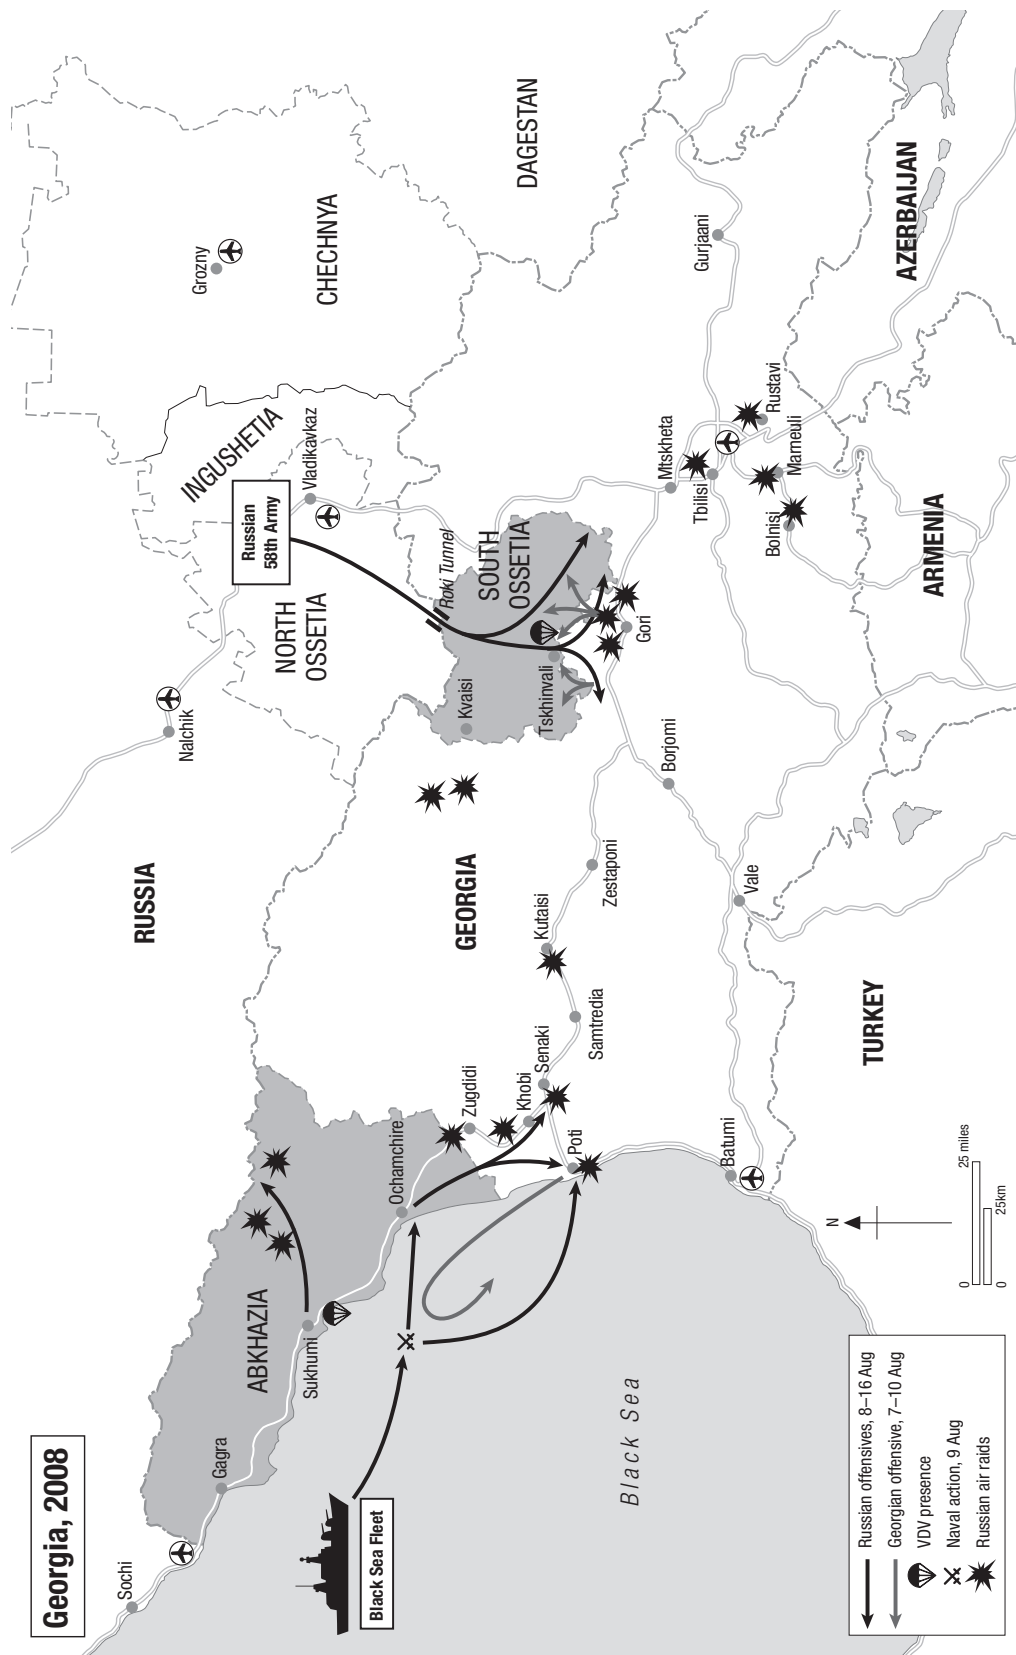 Georgia, 2008
Sochi
Gagra
ABKHAZIA
Sukhumi
Ochamchire
Black Sea Fleet
Black Sea
RUSSIA
Nalchik
NORTH
OSSETIA
Russian
58th Army
INGUSHETIA
Vladikavkaz
Grozny
CHECHNYA
DAGESTAN
Roki Tunnel
SOUTH
OSSETIA
Kvaisi
Tskhinvali
Gori
GEORGIA
Zugdidi
Khobi
Senaki
Poti
Samtredia
Kutaisi
Zestaponi
Borjomi
Vale
Batumi
Mtskheta
Tbilisi
Rustavi
Marneuli
Bolnisi
Gurjaani
TURKEY
ARMENIA
AZERBAIJAN
Russian offensives, 8–16 Aug
Georgian offensive, 7–10 Aug
VDV presence
Naval action, 9 Aug
Russian air raids
N
0 25 miles
0 25km